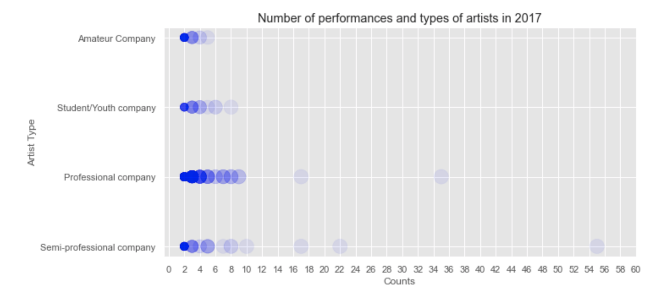 Number of performances and types of artists in 2017
Amateur Company
Student/Youth company
Artist Type
Professional company
Semi-professional company
0 2 4 6 8 10 12 14 16 18 20 22 24 26 28 30 32 34 36 38 40 42 44 46 48 50 52 54 56 58 60
Counts